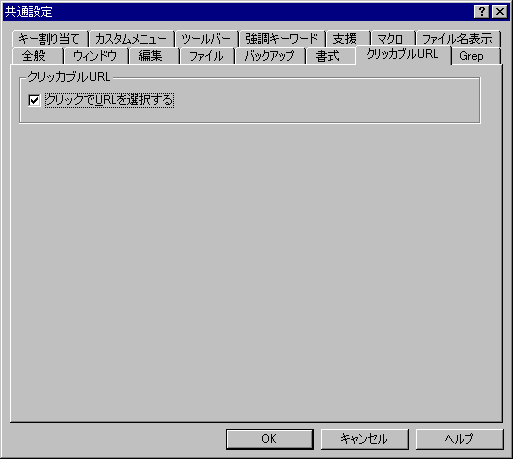 共通設定
キー割り当て カスタムメニュー ツールバー 強調キーワード 支援 マクロ ファイル名表示
全般 ウィンドウ 編集 ファイル バックアップ 書式 クリッカブルURL Grep
クリッカブルURL
クリックでURLを選択する
OK キャンセル ヘルプ